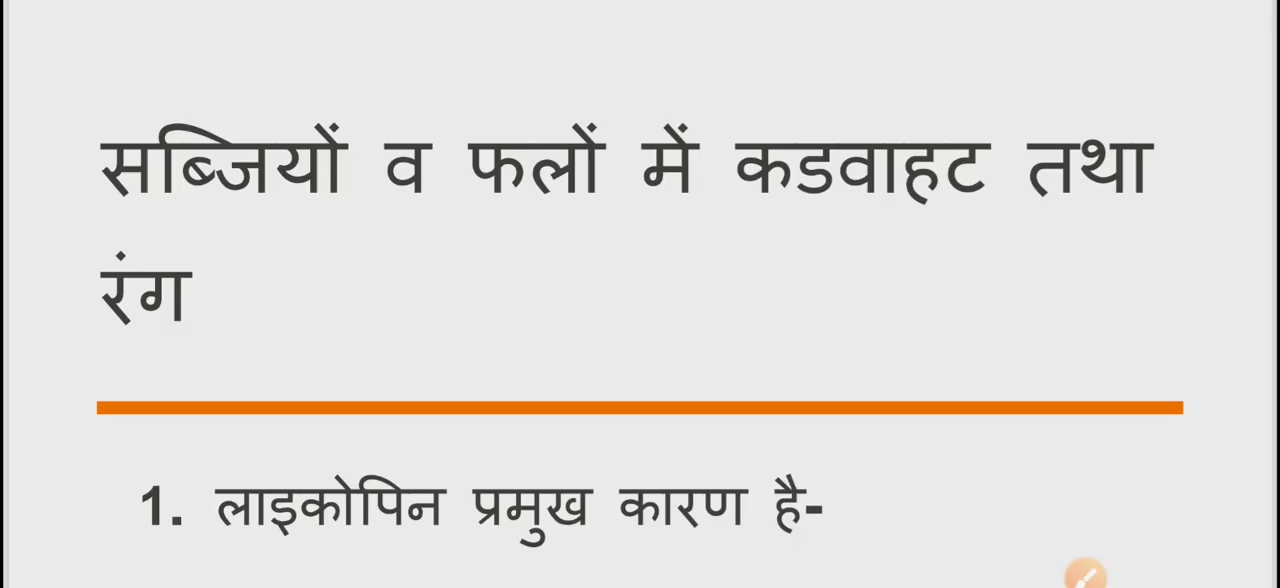 सब्जियों व फलों में कडवाहट तथा
रंग
1. लाइकोपिन प्रमुख कारण है-